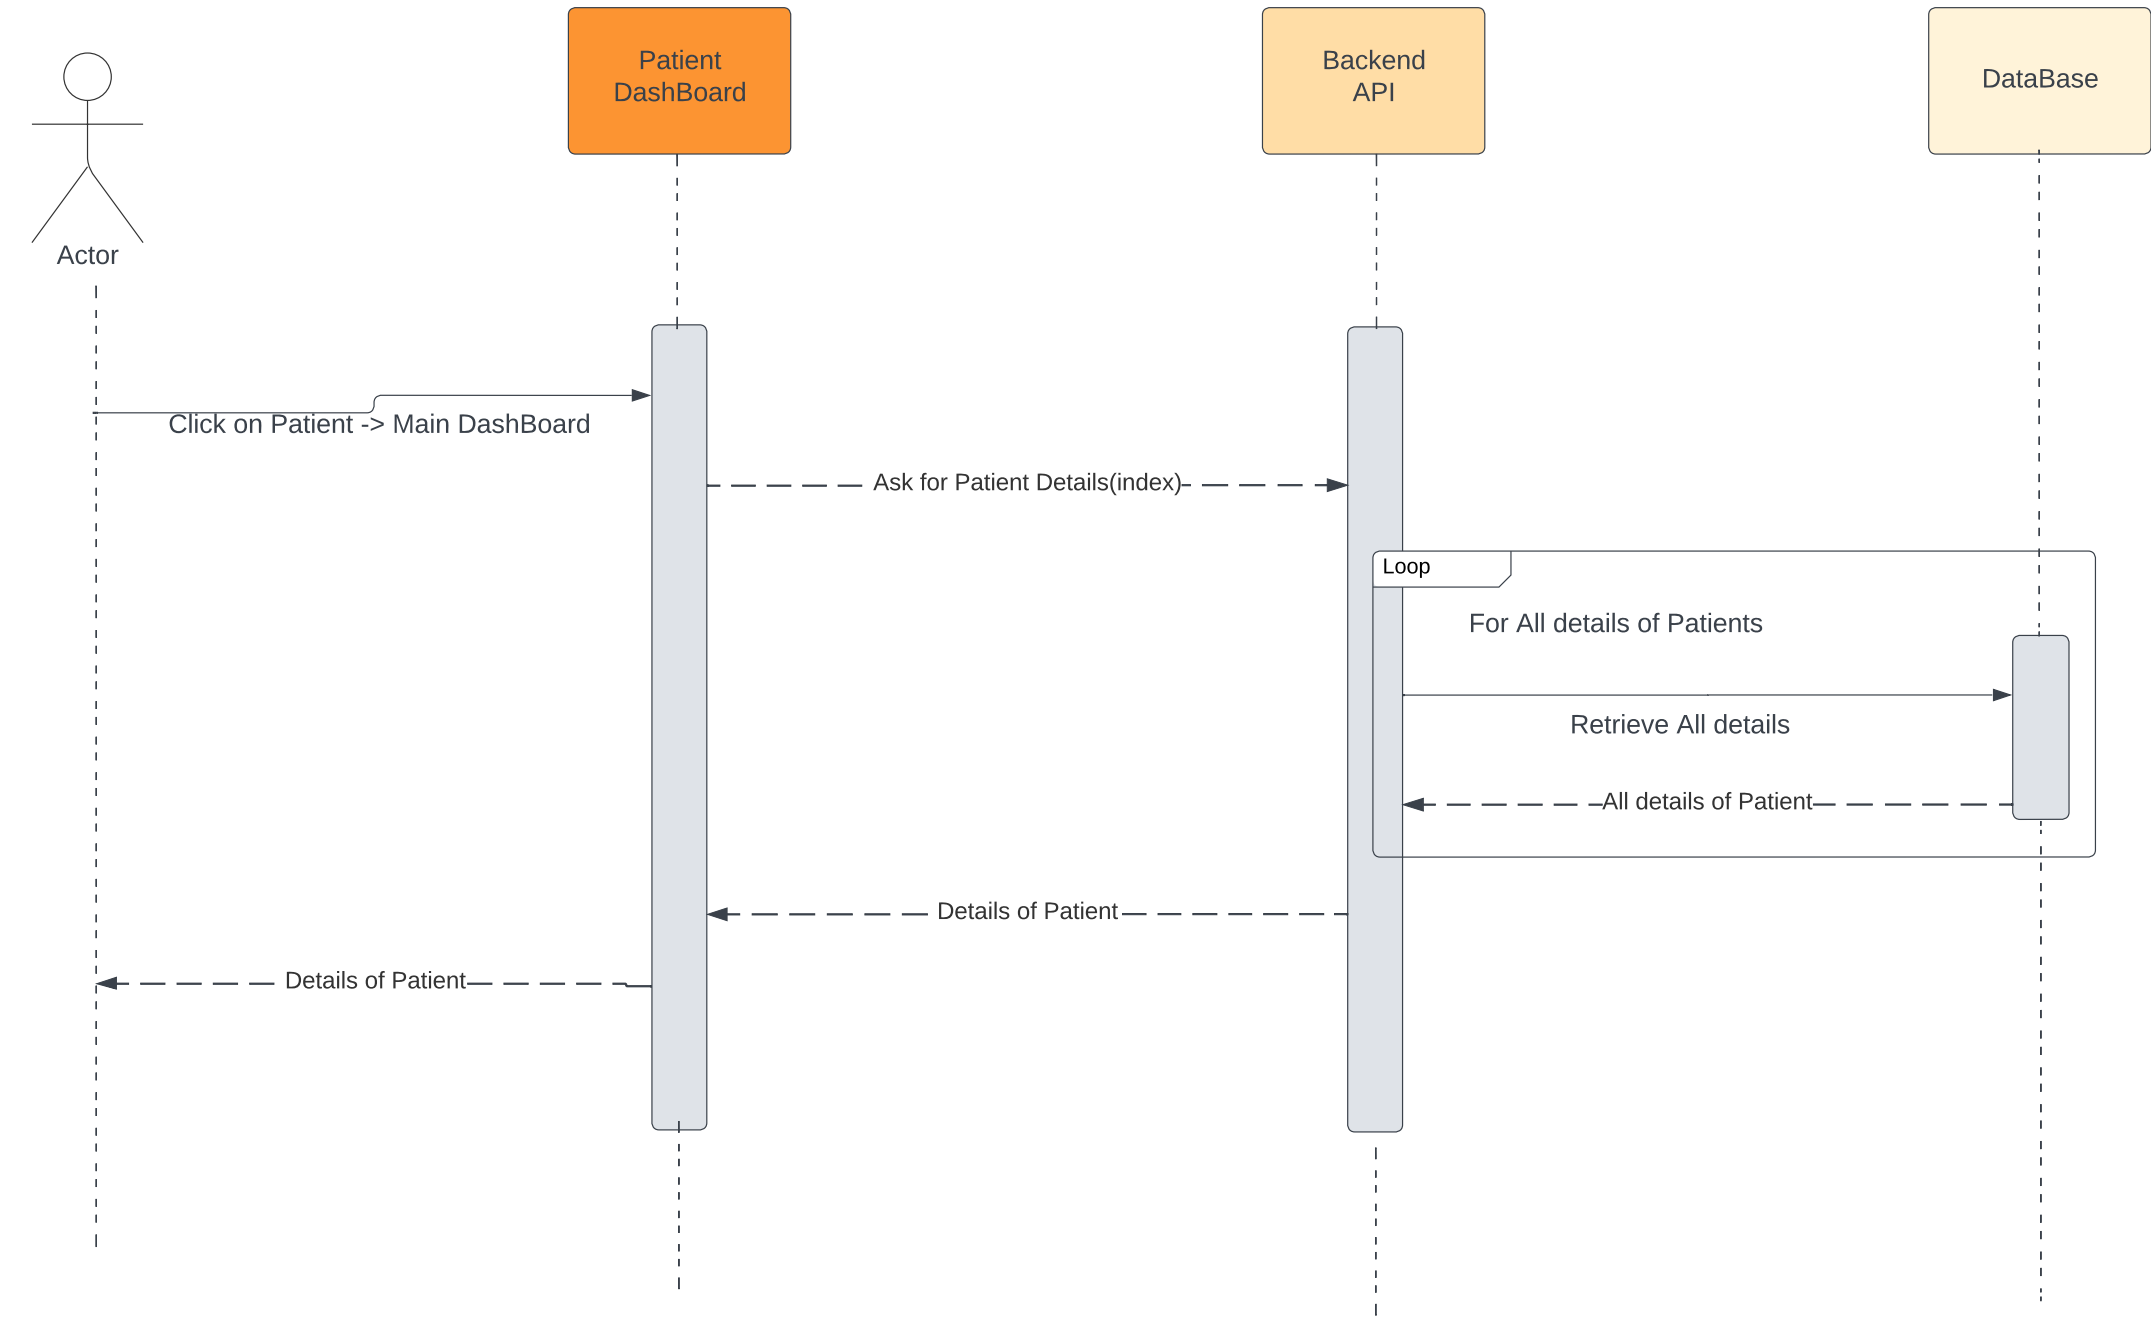 Patient
DashBoard
Backend
API
DataBase
Actor
Click on Patient -> Main DashBoard
Ask for Patient Details(index)
Loop
For All details of Patients
Retrieve All details
All details of Patient
Details of Patient
Details of Patient